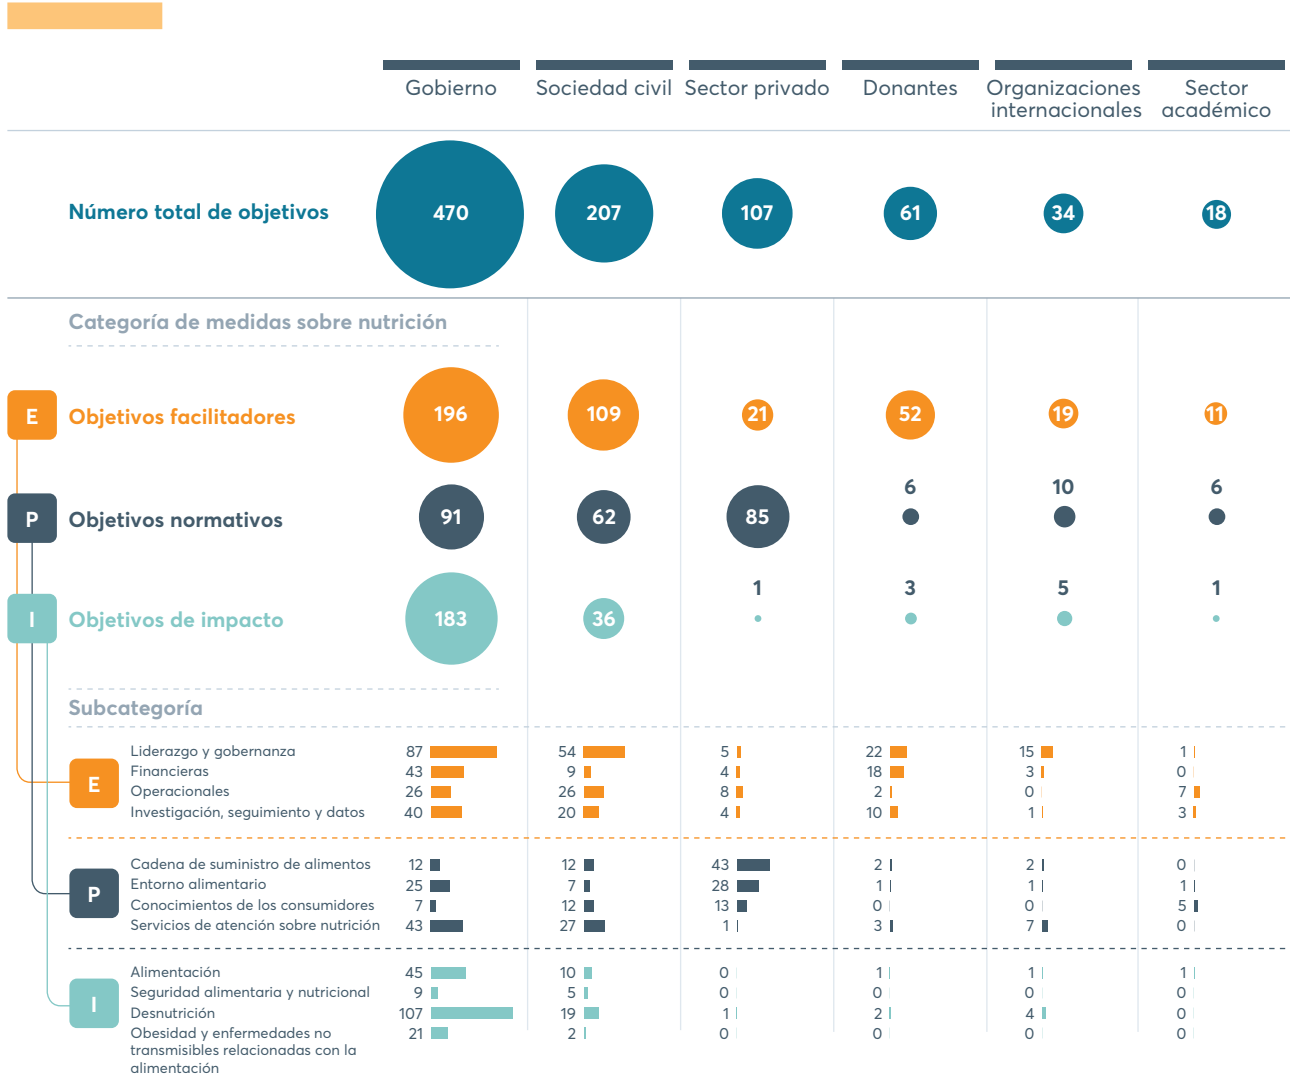 Gobierno
Sociedad civil
Sector privado
Donantes
Organizaciones
internacionales
Sector
académico
Número total de objetivos
470
207
107
61
34
18
Categoría de medidas sobre nutrición
E
Objetivos facilitadores
196
109
21
52
19
11
P
Objetivos normativos
91
62
85
6
10
6
I
Objetivos de impacto
183
36
1
3
5
1
Subcategoría
E
Liderazgo y gobernanza 87 54 5 22 15 1
Financieras 43 9 4 18 3 0
Operacionales 26 26 8 2 0 7
Investigación, seguimiento y datos 40 20 4 10 1 3
P
Cadena de suministro de alimentos 12 12 43 2 2 0
Entorno alimentario 25 7 28 1 1 1
Conocimientos de los consumidores 7 12 13 0 0 5
Servicios de atención sobre nutrición 43 27 1 3 7 0
I
Alimentación 45 10 0 1 1 1
Seguridad alimentaria y nutricional 9 5 0 0 0 0
Desnutrición 107 19 1 2 4 0
Obesidad y enfermedades no 21 2 0 0 0 0
transmisibles relacionadas con la
alimentación